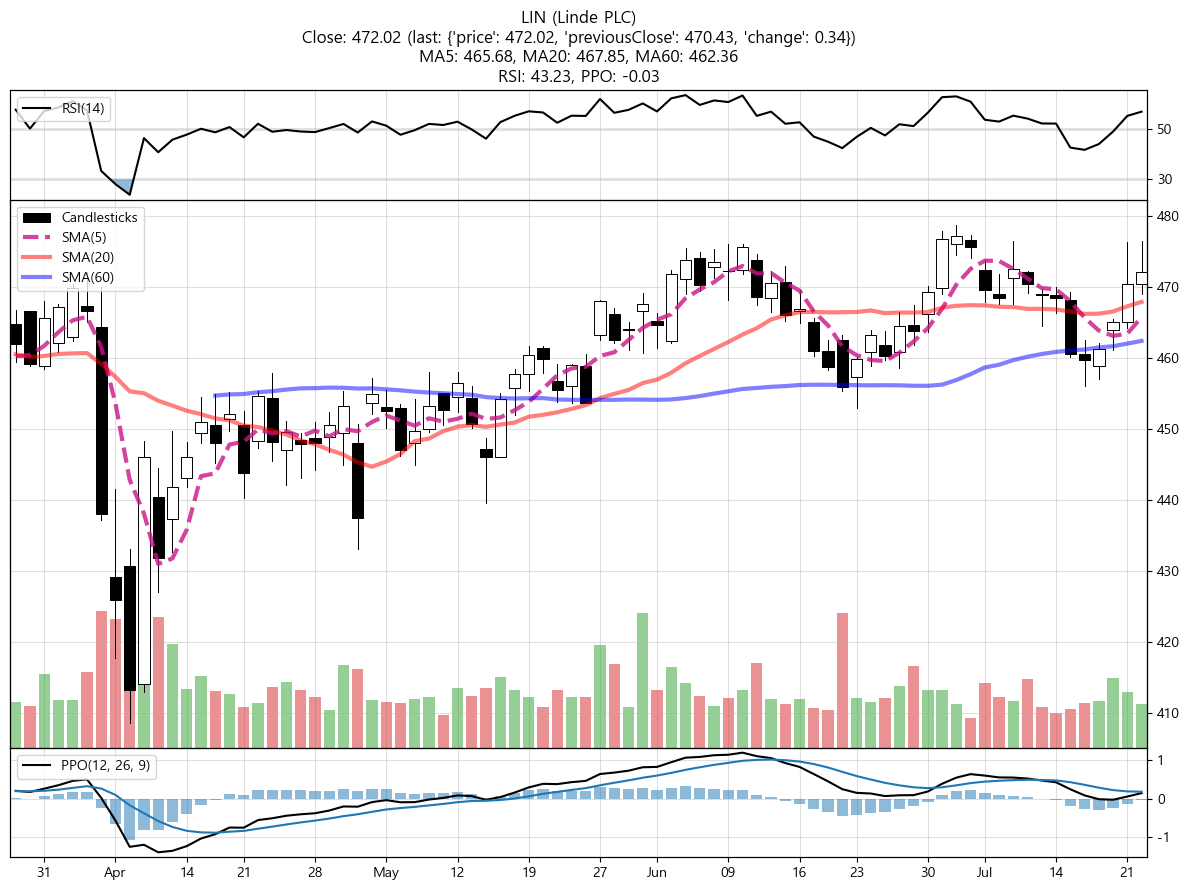 LIN (Linde PLC)
Close: 472.02 (last: {'price': 472.02, 'previousClose': 470.43, 'change': 0.34})
MA5: 465.68, MA20: 467.85, MA60: 462.36
RSI: 43.23, PPO: -0.03
RSI(14)
50
30
Candlesticks
SMA(5)
SMA(20)
SMA(60)
480
470
460
450
440
430
420
410
PPO(12, 26, 9)
1
0
-1
31 Apr 14 21 28 May 12 19 27 Jun 09 16 23 30 Jul 14 21